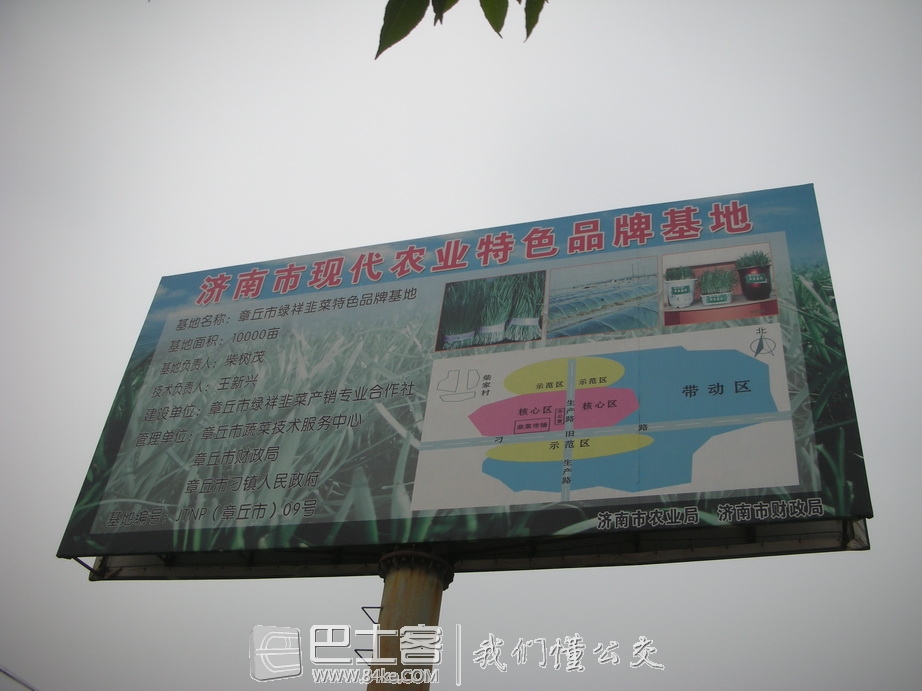 济南市现代农业特色品牌基地
基地名称：章丘市绿祥韭菜特色品牌基地
基地面积：10000亩
基地负责人：柴树茂
技术负责人：王新兴
建设单位：章丘市绿祥韭菜产销专业合作社
管理单位：章丘市蔬菜技术服务中心
章丘市财政局
章丘市刁镇人民政府
基地编号：JTNP（章丘市）09号
北
柴家村
示范区
示范区
带动区
核心区
生产路
核心区
刁
旧
路
示范区
生产路
济南市农业局 济南市财政局
巴士客
www.84ke.com
我们懂公交